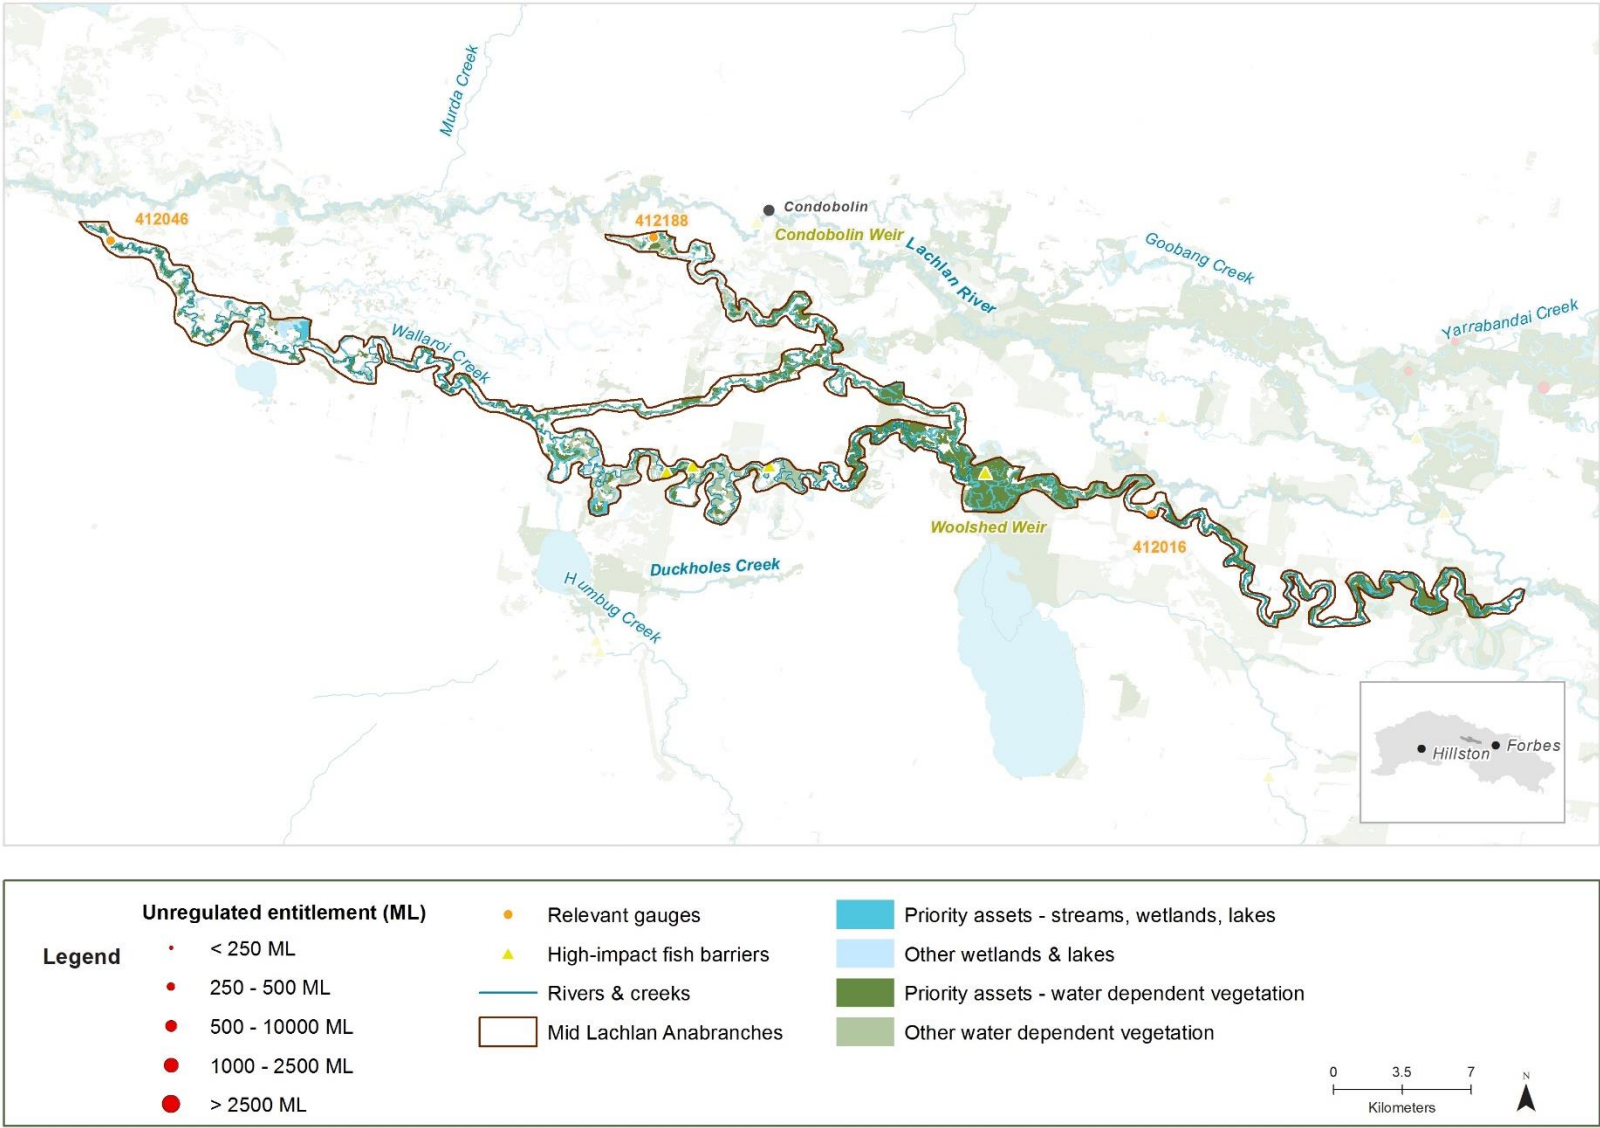 Murda Creek
412046
412188
Condobolin
Condobolin Weir
Lachlan River
Goobang Creek
Yarrabandai Creek
Wallaroi Creek
Woolshed Weir
412016
Duckholes Creek
Humbug Creek
Hillston
Forbes
Legend
Unregulated entitlement (ML)
< 250 ML
250 - 500 ML
500 - 10000 ML
1000 - 2500 ML
> 2500 ML
Relevant gauges
High-impact fish barriers
Rivers & creeks
Mid Lachlan Anabranches
Priority assets - streams, wetlands, lakes
Other wetlands & lakes
Priority assets - water dependent vegetation
Other water dependent vegetation
0 3.5 7
Kilometers
N